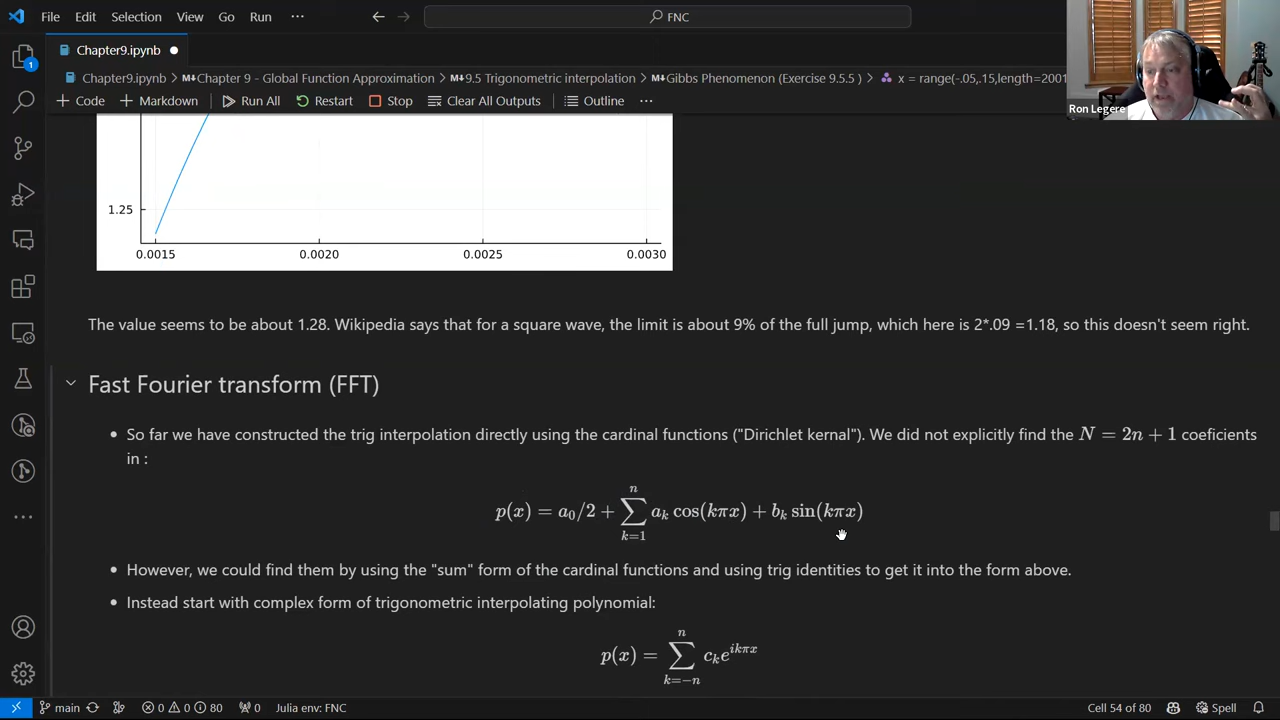 File Edit Selection View Go Run ··· FNC
Chapter9.ipynb
Chapter9.ipynb > Chapter 9 - Global Function Approximation > 9.5 Trigonometric interpolation > Gibbs Phenomenon (Exercise 9.5.5 ) > x = range(-.05,.15,length=2001
+ Code + Markdown Run All Restart Stop Clear All Outputs Outline ···
Ron Legere
1.25
0.0015 0.0020 0.0025 0.0030
The value seems to be about 1.28. Wikipedia says that for a square wave, the limit is about 9% of the full jump, which here is 2*.09 =1.18, so this doesn't seem right.
Fast Fourier transform (FFT)
• So far we have constructed the trig interpolation directly using the cardinal functions ("Dirichlet kernal"). We did not explicitly find the N = 2n + 1 coeficients
in :
p(x) = a₀/2 + ∑ₖ₌₁ⁿ aₖ cos(kπx) + bₖ sin(kπx)
• However, we could find them by using the "sum" form of the cardinal functions and using trig identities to get it into the form above.
• Instead start with complex form of trigonometric interpolating polynomial:
p(x) = ∑ₖ₌₋ₙⁿ cₖe^{ikπx}
main 0 0 80 0 Julia env: FNC Cell 54 of 80 Spell